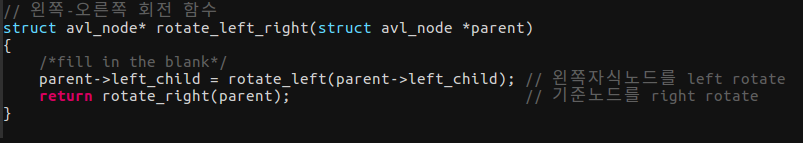 // 왼쪽-오른쪽 회전 함수
struct avl_node* rotate_left_right(struct avl_node *parent)
{
    /*fill in the blank*/
    parent->left_child = rotate_left(parent->left_child); // 왼쪽자식노드를 left rotate
    return rotate_right(parent);                          // 기준노드를 right rotate
}